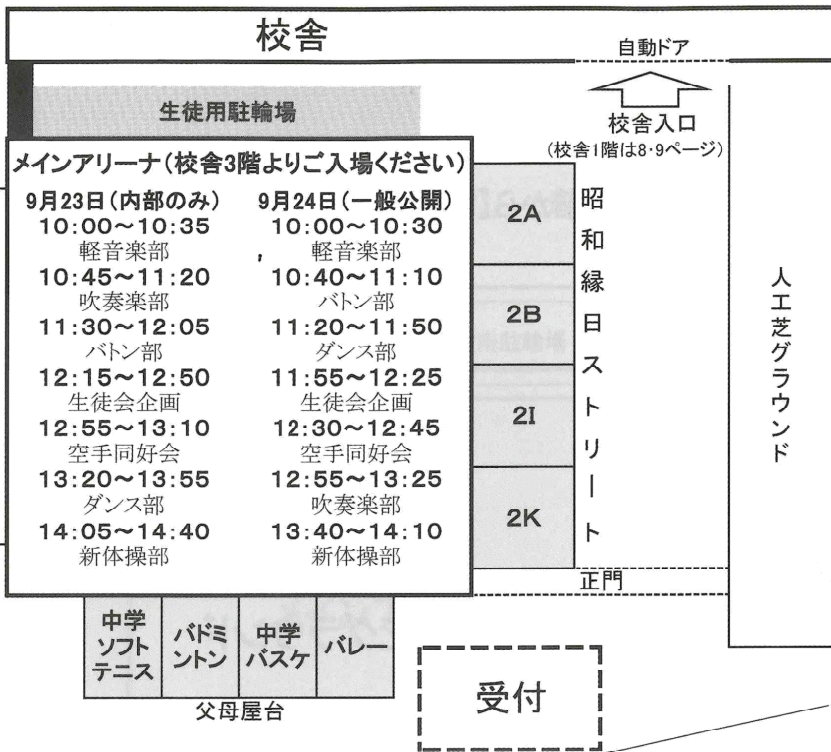 校舎
自動ドア
校舎入口
(校舎1階は8・9ページ)
生徒用駐輪場
メインアリーナ(校舎3階よりご入場ください)
9月23日(内部のみ)
10:00～10:35
軽音楽部
10:45～11:20
吹奏楽部
11:30～12:05
バトン部
12:15～12:50
生徒会企画
12:55～13:10
空手同好会
13:20～13:55
ダンス部
14:05～14:40
新体操部
9月24日(一般公開)
10:00～10:30
軽音楽部
10:40～11:10
バトン部
11:20～11:50
ダンス部
11:55～12:25
生徒会企画
12:30～12:45
空手同好会
12:55～13:25
吹奏楽部
13:40～14:10
新体操部
2A
2B
2I
2K
昭和縁日ストリート
人工芝グラウンド
正門
中学
ソフト
テニス
バドミ
ントン
中学
バスケ
バレー
父母屋台
受付